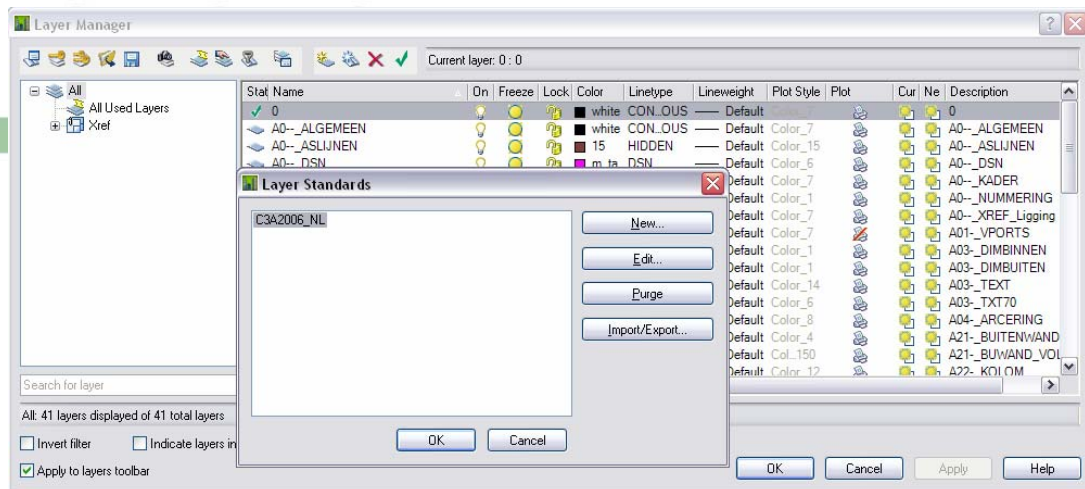 Layer Manager
Current layer: 0 : 0
All
All Used Layers
Xref
Stat Name On Freeze Lock Color Linetype Lineweight Plot Style Plot Cur Ne Description
0 white CON...OUS Default 0
A0--_ALGEMEEN white CON...OUS Default Color_7 A0--_ALGEMEEN
A0--_ASLIJNEN 15 HIDDEN Default Color_15 A0--_ASLIJNEN
A0--_DSN m_ta DSN Default Color_6 A0--_DSN
Default Color_7 A0--_KADER
Default Color_1 A0--_NUMMERING
Default Color_7 A0--_XREF_Ligging
Default Color_7 A01-_VPORTS
Default Color_1 A03-_DIMBINNEN
Default Color_1 A03-_DIMBUITEN
Default Color_14 A03-_TEXT
Default Color_6 A03-_TXT70
Default Color_8 A04-_ARCERING
Default Color_4 A21-_BUITENWAND
Default Col...150 A21-_BUWAND_VOL
Default Color_12 A22-_KOLOM
Layer Standards
C3A2006_NL
New...
Edit...
Purge
Import/Export...
OK Cancel
Search for layer
All: 41 layers displayed of 41 total layers
Invert filter Indicate layers in
Apply to layers toolbar
OK Cancel Apply Help